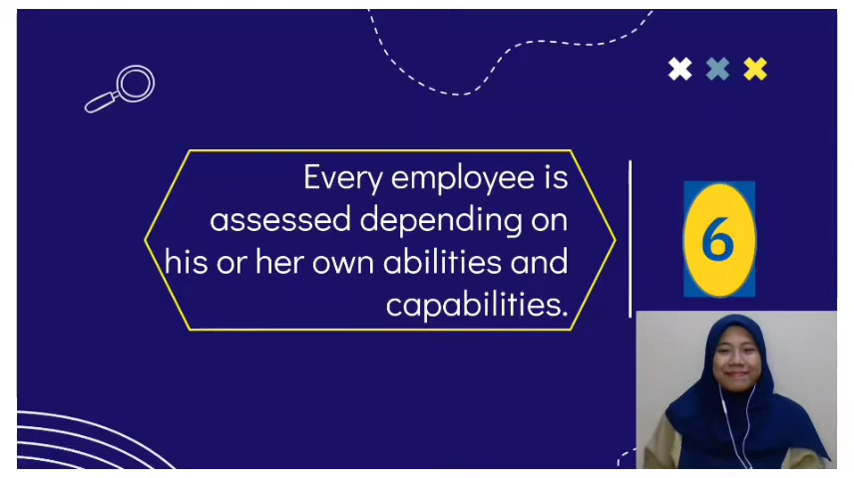 Every employee is
assessed depending on
his or her own abilities and
capabilities.
6